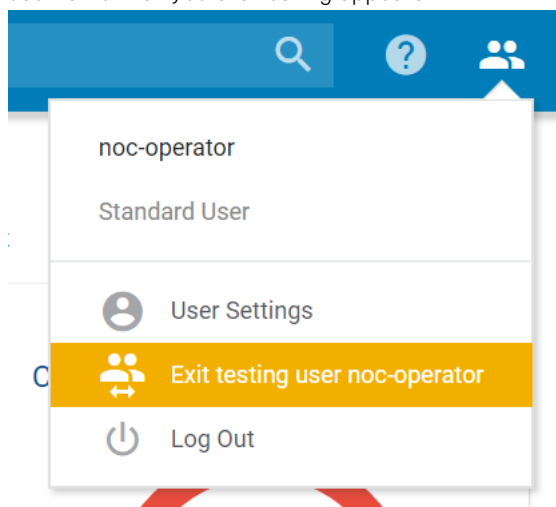 noc-operator
Standard User
User Settings
Exit testing user noc-operator
Log Out